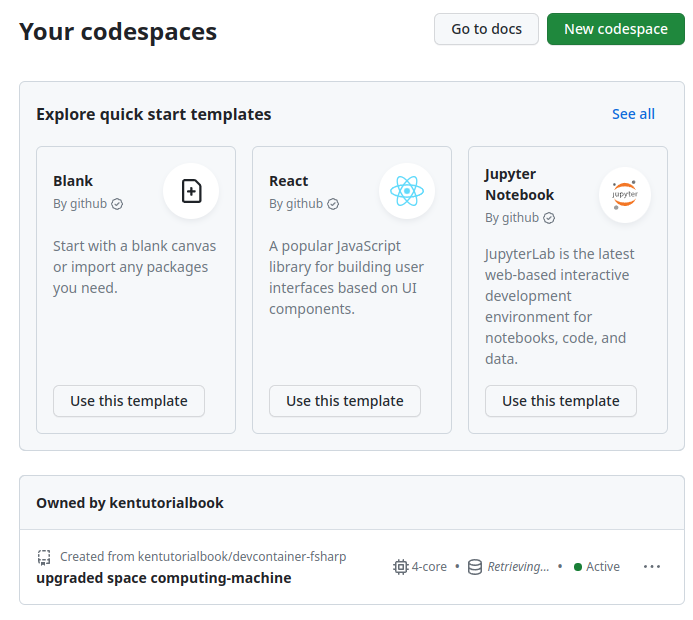 Your codespaces
Go to docs
New codespace
Explore quick start templates
See all
Blank
By github
Start with a blank canvas
or import any packages
you need.
Use this template
React
By github
A popular JavaScript
library for building user
interfaces based on UI
components.
Use this template
Jupyter
Notebook
By github
jupyter
JupyterLab is the latest
web-based interactive
development
environment for
notebooks, code, and
data.
Use this template
Owned by kentutorialbook
Created from kentutorialbook/devcontainer-fsharp
upgraded space computing-machine
4-core • Retrieving... • Active